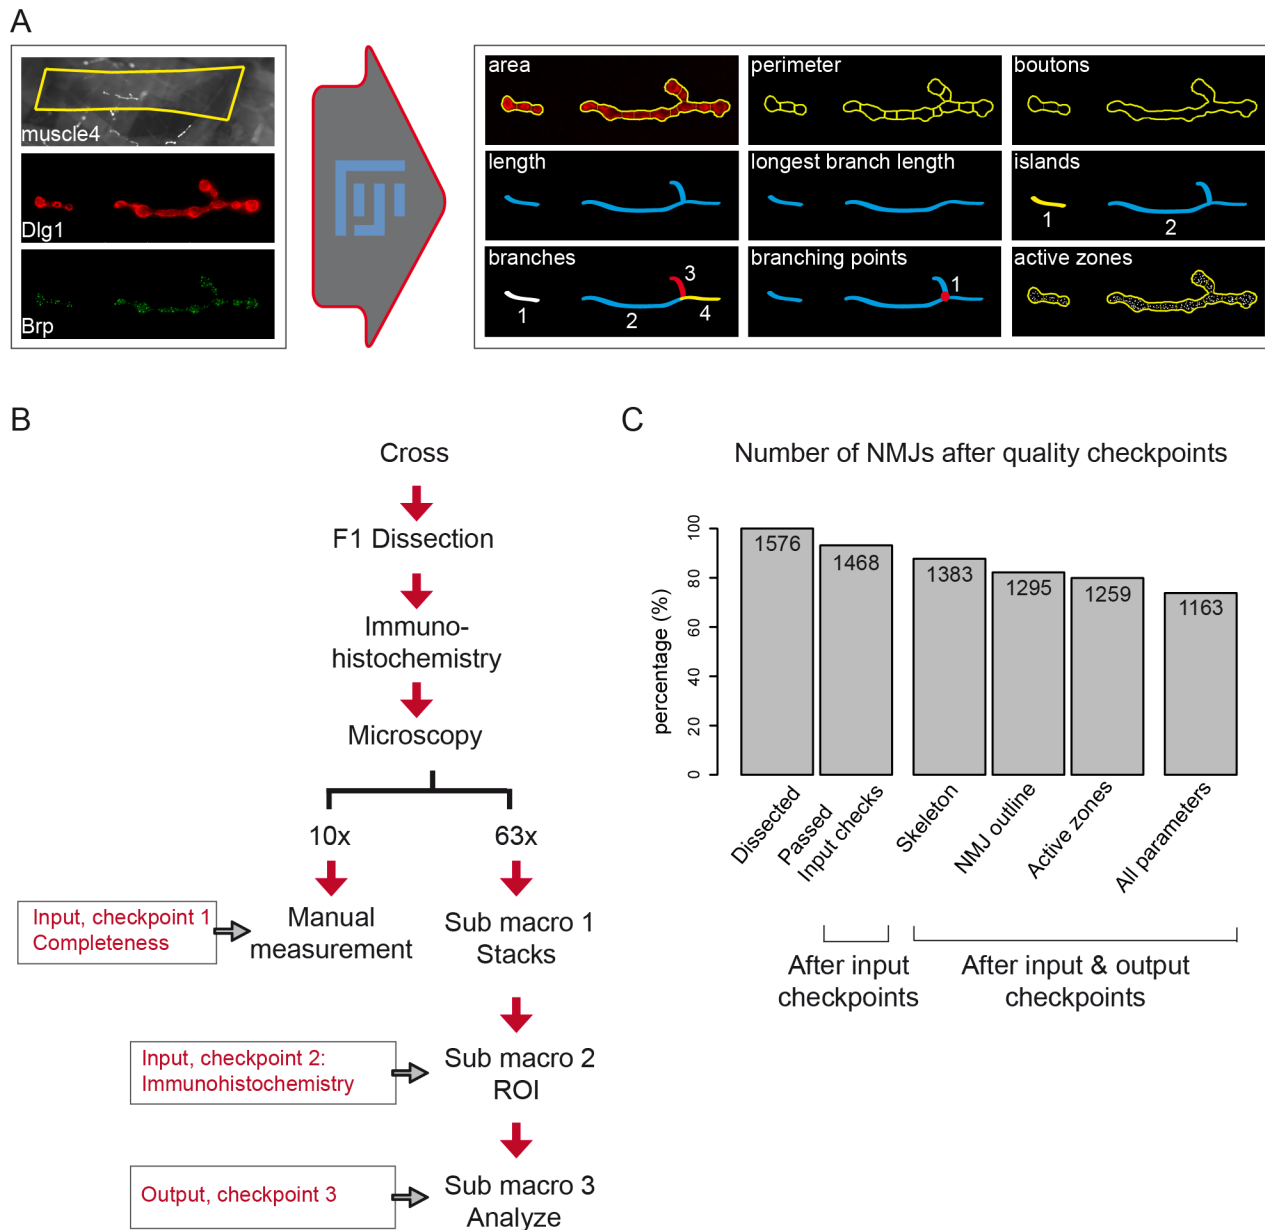 A
muscle4
Dlg1
Brp
area
perimeter
boutons
length
longest branch length
islands
1
2
branches
1
2
3
4
branching points
1
active zones
B
Cross
F1 Dissection
Immuno-
histochemistry
Microscopy
10x
63x
Input, checkpoint 1
Completeness
Manual
measurement
Sub macro 1
Stacks
Input, checkpoint 2:
Immunohistochemistry
Sub macro 2
ROI
Output, checkpoint 3
Sub macro 3
Analyze
C
Number of NMJs after quality checkpoints
percentage (%)
100
80
60
40
20
0
1576
1468
1383
1295
1259
1163
Dissected
Passed
Input checks
Skeleton
NMJ outline
Active zones
All parameters
After input
checkpoints
After input & output
checkpoints